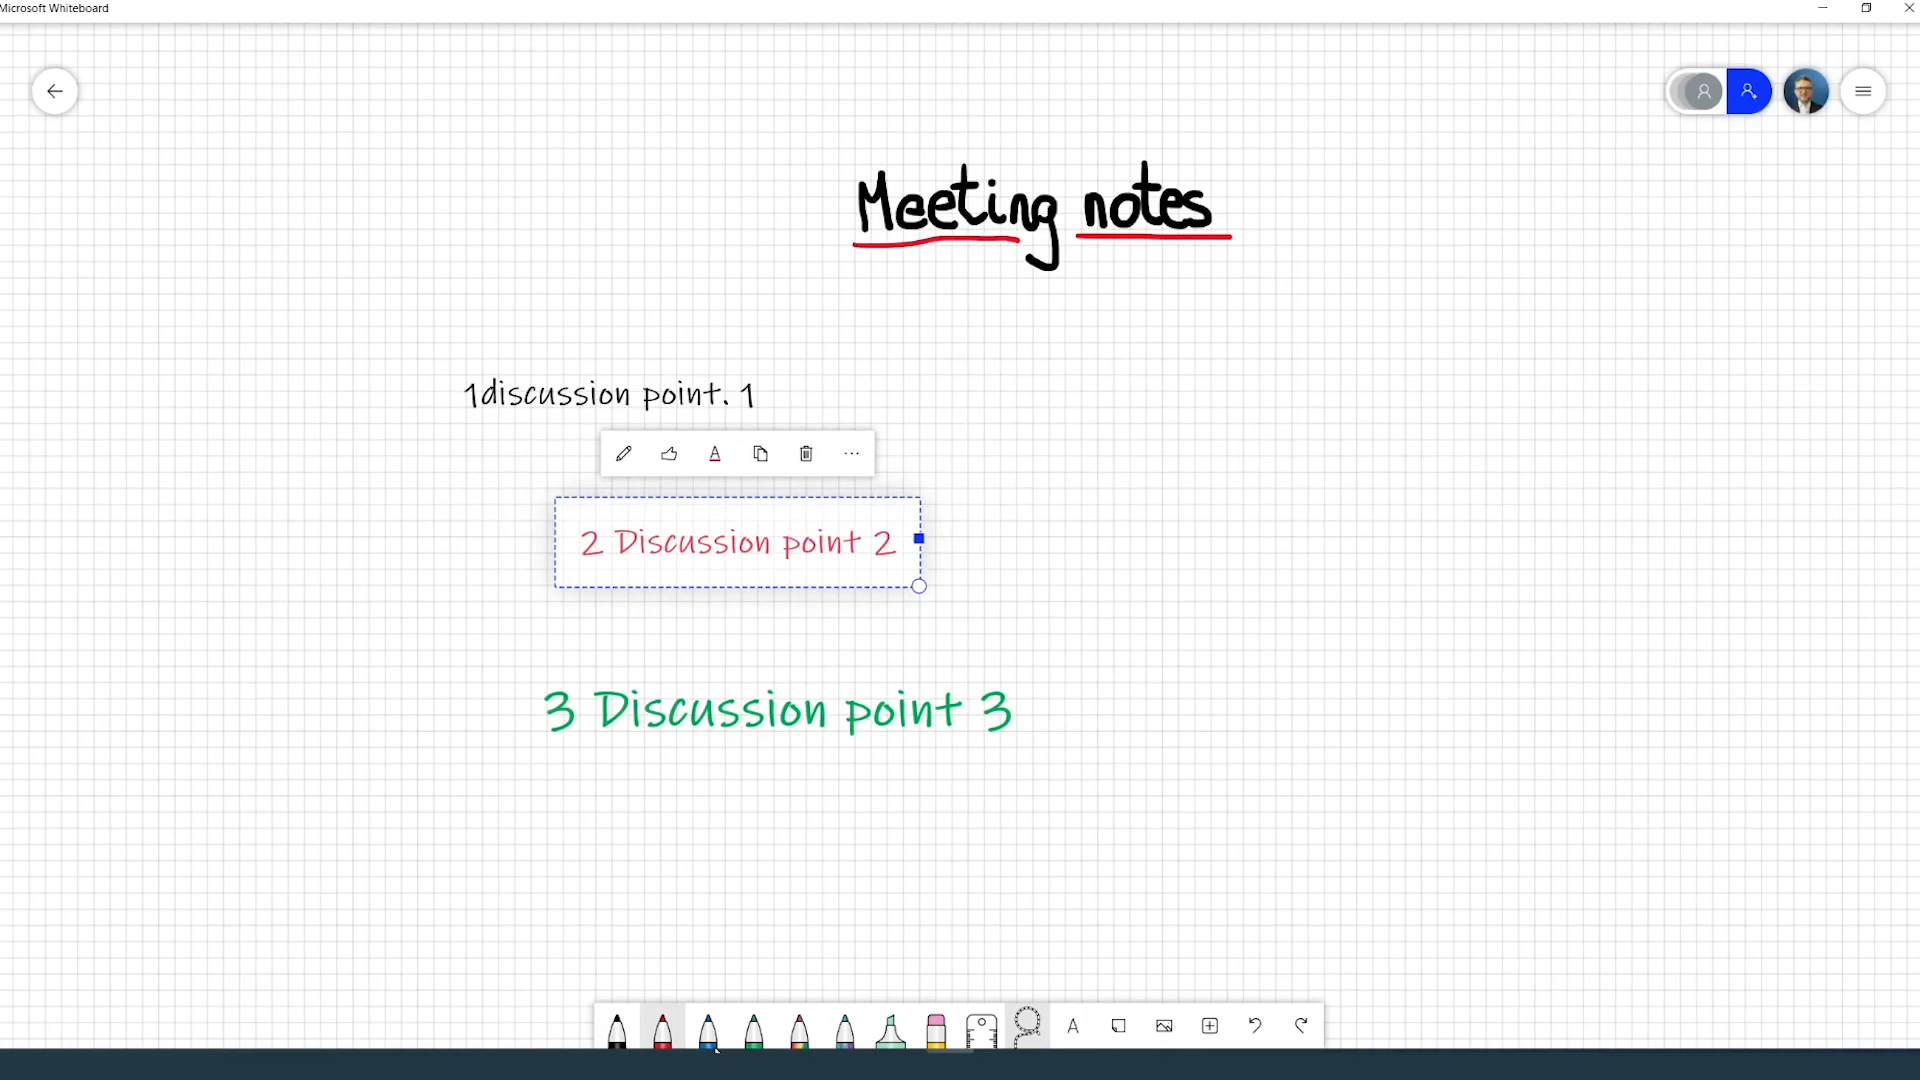 Microsoft Whiteboard
Meeting notes
1discussion point. 1
2 Discussion point 2
3 Discussion point 3